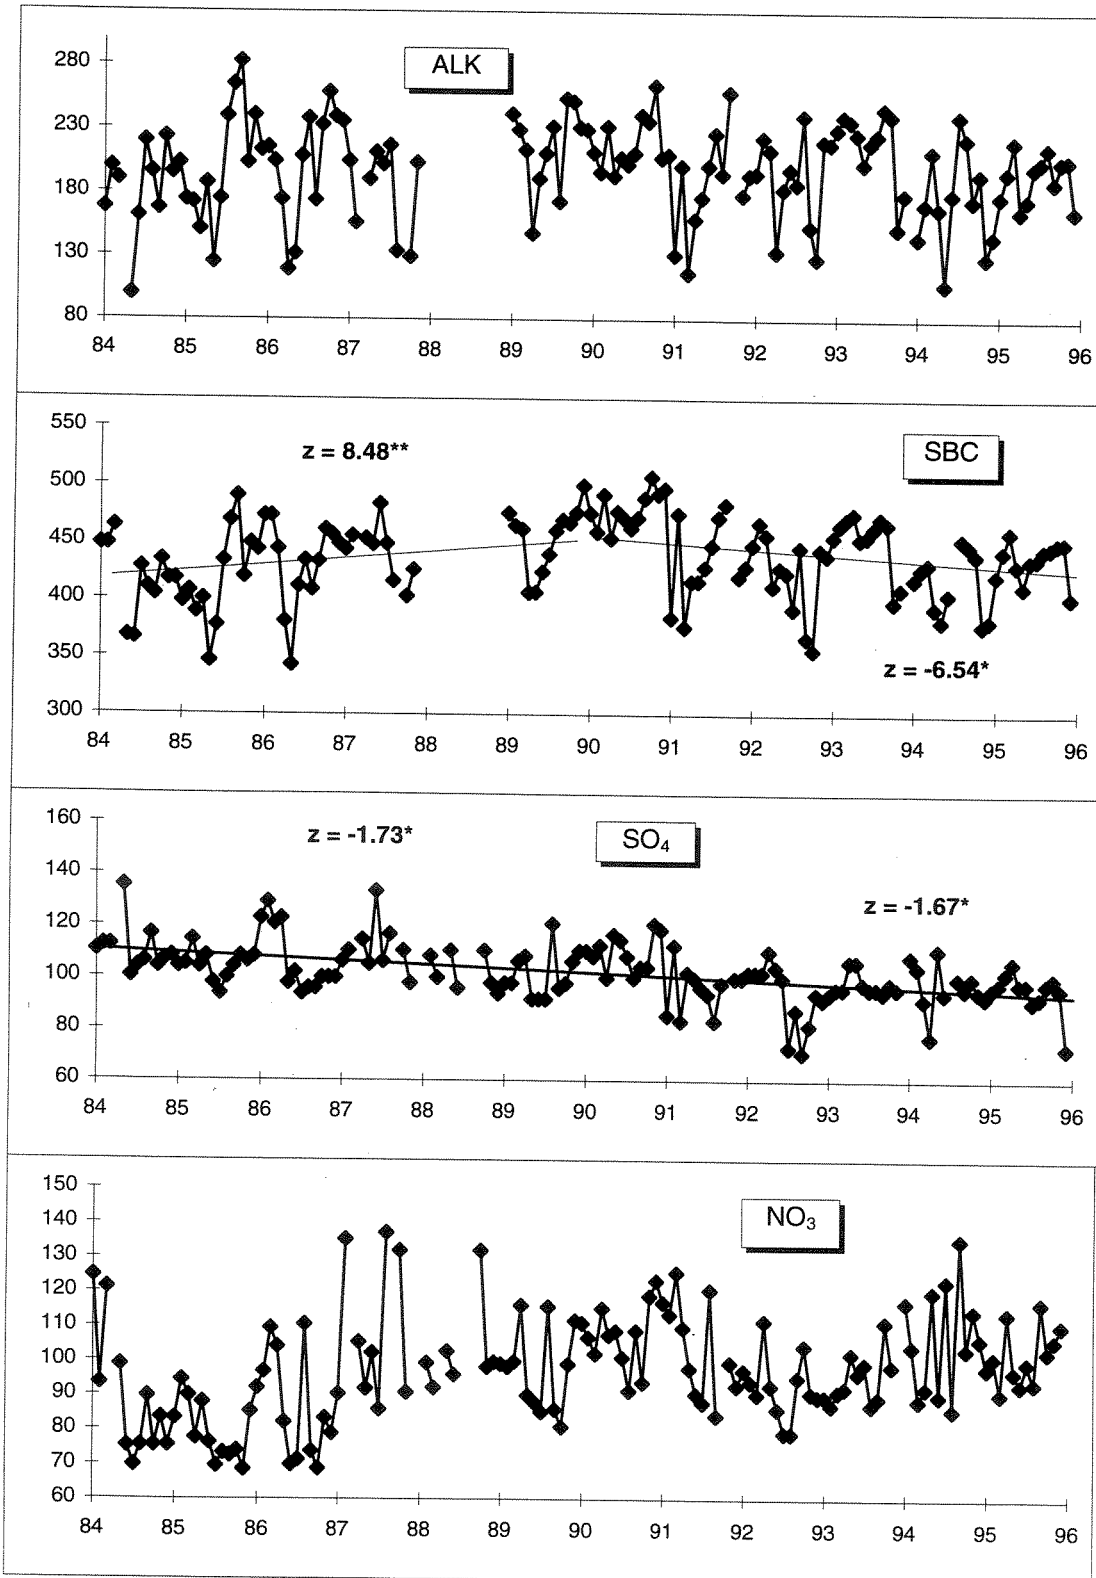 ALK
280
230
180
130
80
84 85 86 87 88 89 90 91 92 93 94 95 96
SBC
z = 8.48**
z = -6.54*
550
500
450
400
350
300
84 85 86 87 88 89 90 91 92 93 94 95 96
SO₄
z = -1.73*
z = -1.67*
160
140
120
100
80
60
84 85 86 87 88 89 90 91 92 93 94 95 96
NO₃
150
140
130
120
110
100
90
80
70
60
84 85 86 87 88 89 90 91 92 93 94 95 96